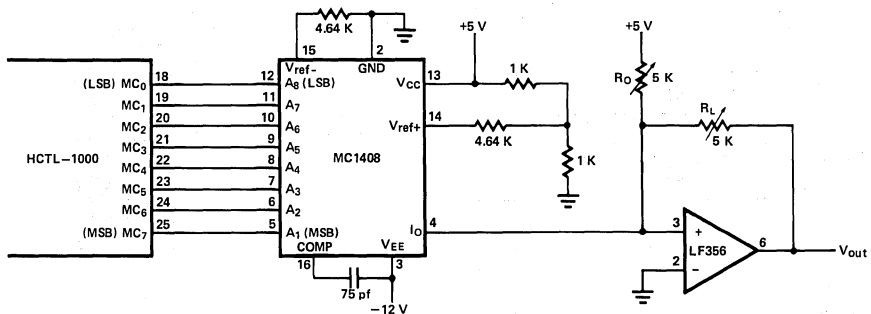 4.64 K
+5 V
+5 V
15
2
Vref−
GND
1 K
R_O 5 K
(LSB) MC0 18
12 A8 (LSB)
VCC 13
MC1 19
11 A7
R_L
5 K
MC2 20
10 A6
Vref+ 14
4.64 K
MC3 21
9 A5
1 K
HCTL–1000
MC1408
MC4 22
8 A4
MC5 23
7 A3
MC6 24
6 A2
(MSB) MC7 25
5 A1 (MSB)
IO 4
3 +
LF356
6
Vout
2 −
COMP
VEE
16
3
75 pf
−12 V